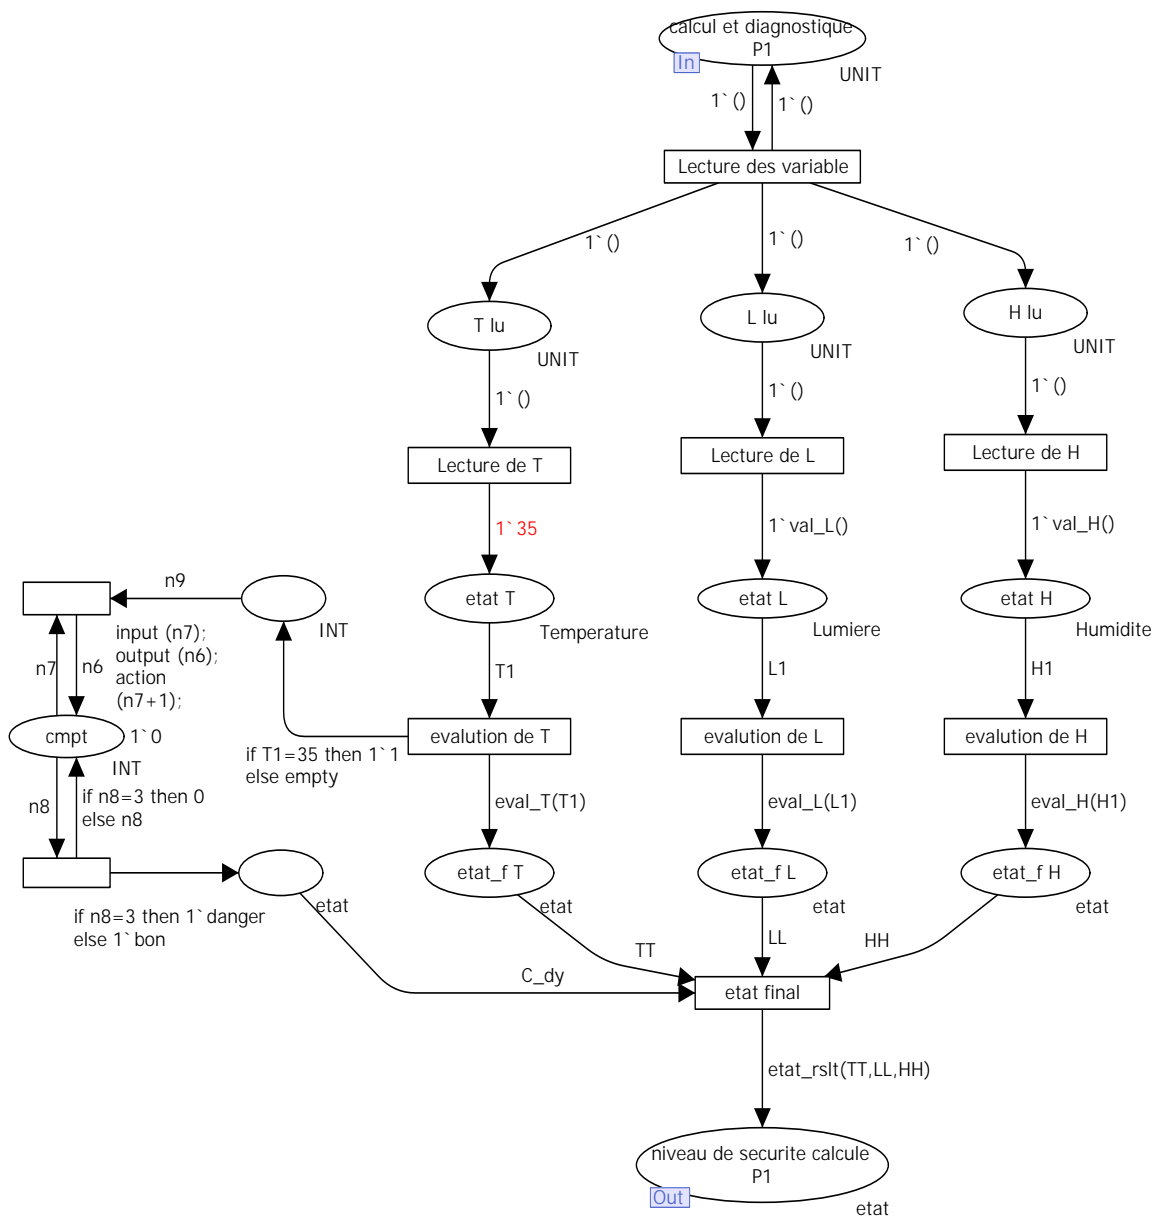 calcul et diagnostique
P1
In
UNIT
1`()
1`()
Lecture des variable
1`()
1`()
1`()
T lu
UNIT
L lu
UNIT
H lu
UNIT
1`()
1`()
1`()
Lecture de T
Lecture de L
Lecture de H
1`35
1`val_L()
1`val_H()
n9
INT
input (n7);
output (n6);
action
(n7+1);
n7
n6
etat T
Temperature
etat L
Lumiere
etat H
Humidite
T1
L1
H1
cmpt
1`0
INT
if T1=35 then 1`1
else empty
evalution de T
evalution de L
evalution de H
n8
if n8=3 then 0
else n8
eval_T(T1)
eval_L(L1)
eval_H(H1)
if n8=3 then 1`danger
else 1`bon
etat
etat_f T
etat
etat_f L
etat
etat_f H
etat
TT
LL
HH
C_dy
etat final
etat_rslt(TT,LL,HH)
niveau de securite calcule
P1
Out
etat